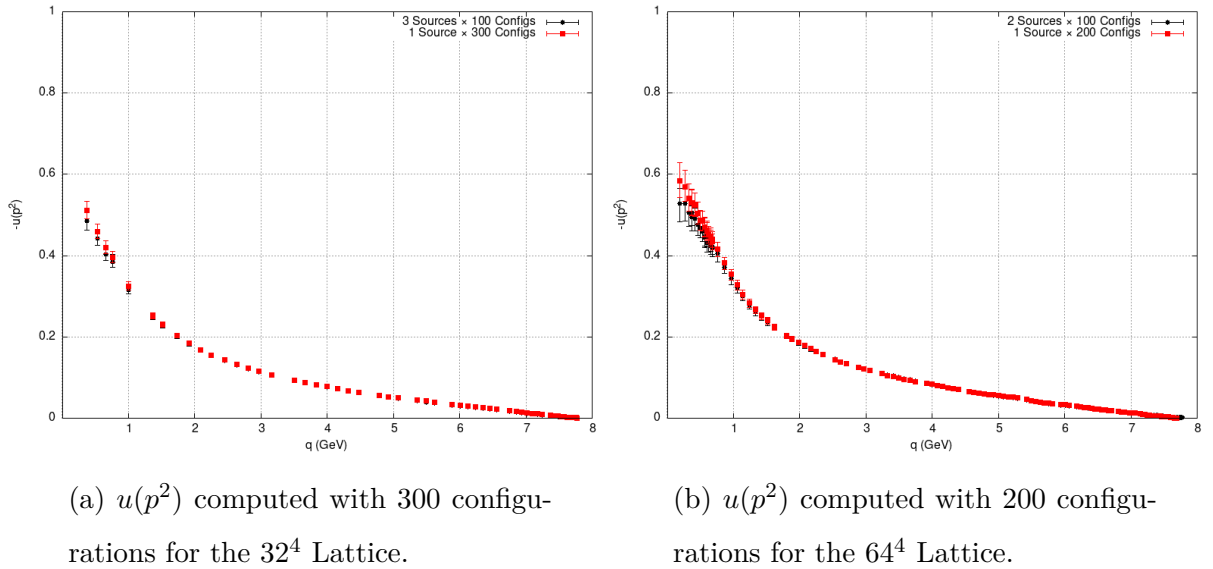 1
0.8
0.6
0.4
0.2
0
-u(p²)
1 2 3 4 5 6 7 8
q (GeV)
3 Sources × 100 Configs
1 Source × 300 Configs
(a) u(p²) computed with 300 configu-
rations for the 32⁴ Lattice.
1
0.8
0.6
0.4
0.2
0
-u(p²)
1 2 3 4 5 6 7 8
q (GeV)
2 Sources × 100 Configs
1 Source × 200 Configs
(b) u(p²) computed with 200 configu-
rations for the 64⁴ Lattice.